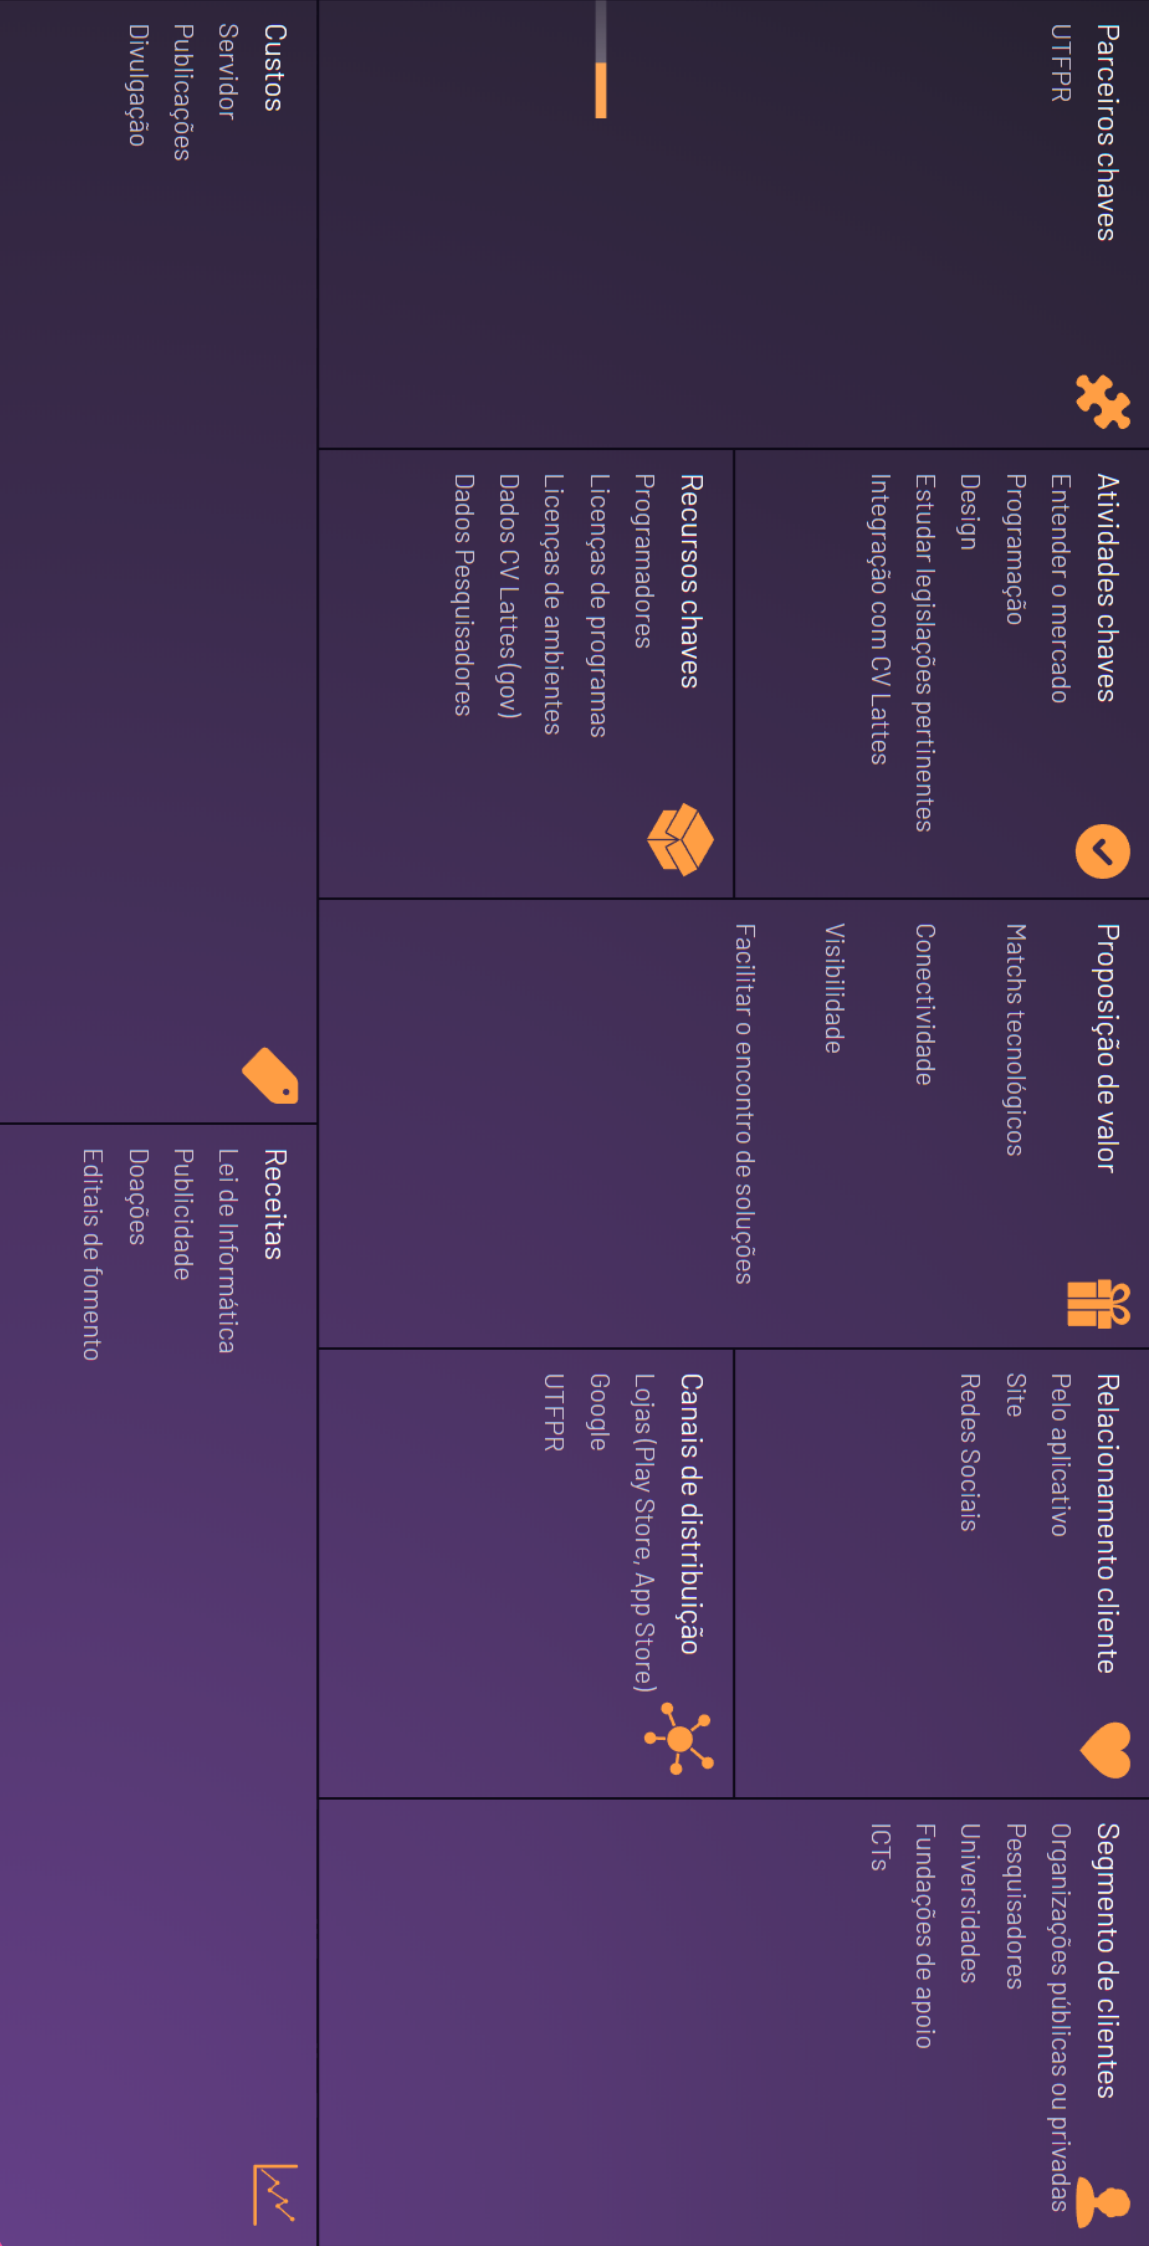 Parceiros chaves
UTFPR
Atividades chaves
Entender o mercado
Programação
Design
Estudar legislações pertinentes
Integração com CV Lattes
Recursos chaves
Programadores
Licenças de programas
Licenças de ambientes
Dados CV Lattes (gov)
Dados Pesquisadores
Proposição de valor
Matchs tecnológicos
Conectividade
Visibilidade
Facilitar o encontro de soluções
Relacionamento cliente
Pelo aplicativo
Site
Redes Sociais
Canais de distribuição
Lojas (Play Store, App Store)
Google
UTFPR
Segmento de clientes
Organizações públicas ou privadas
Pesquisadores
Universidades
Fundações de apoio
ICTs
Custos
Servidor
Publicações
Divulgação
Receitas
Lei de Informática
Publicidade
Doações
Editais de fomento